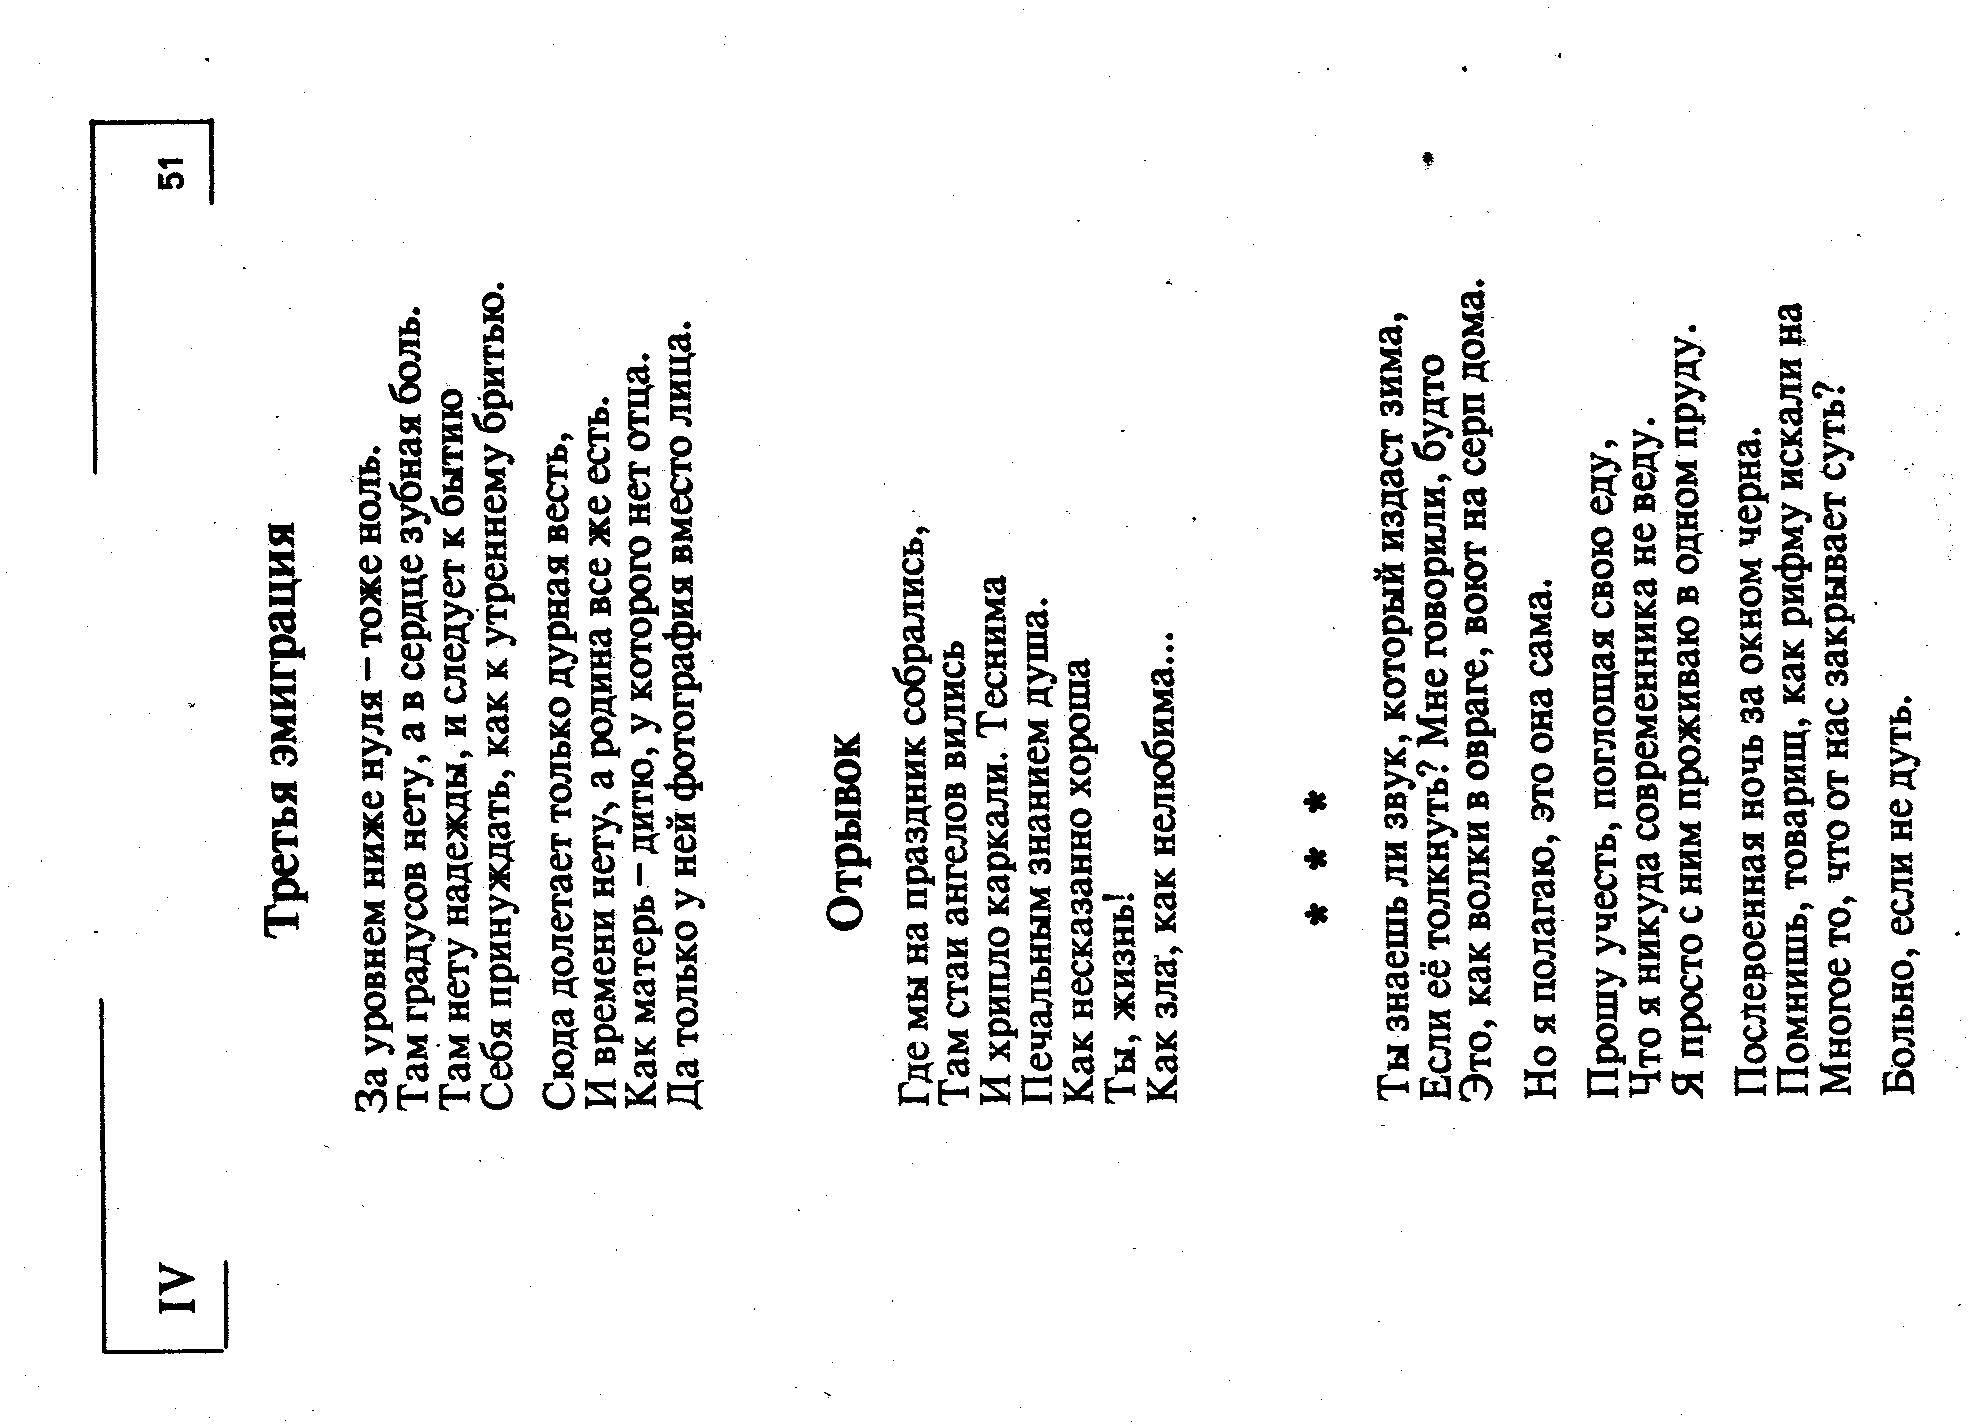 IV
51
Третья эмиграция
За уровнем ниже нуля – тоже ноль.
Там градусов нету, а в сердце зубная боль.
Там нету надежды, и следует к бытию
Себя принуждать, как к утреннему бритью.
Сюда долетает только дурная весть,
И времени нету, а родина все же есть.
Как матерь – дитю, у которого нет отца.
Да только у ней фотография вместо лица.
Отрывок
Где мы на праздник собрались,
Там стаи ангелов вились
И хрипло каркали. Теснима
Печальным знанием душа.
Как несказанно хороша
Ты, жизнь!
Как зла, как нелюбима...
* * *
Ты знаешь ли звук, который издаст зима,
Если её толкнуть? Мне говорили, будто
Это, как волки в овраге, воют на серп дома.
Но я полагаю, это она сама.
Прошу учесть, поглощая свою еду,
Что я никуда современника не веду.
Я просто с ним проживаю в одном пруду.
Послевоенная ночь за окном черна.
Помнишь, товарищ, как рифму искали на
Многое то, что от нас закрывает суть?
Больно, если не дуть.